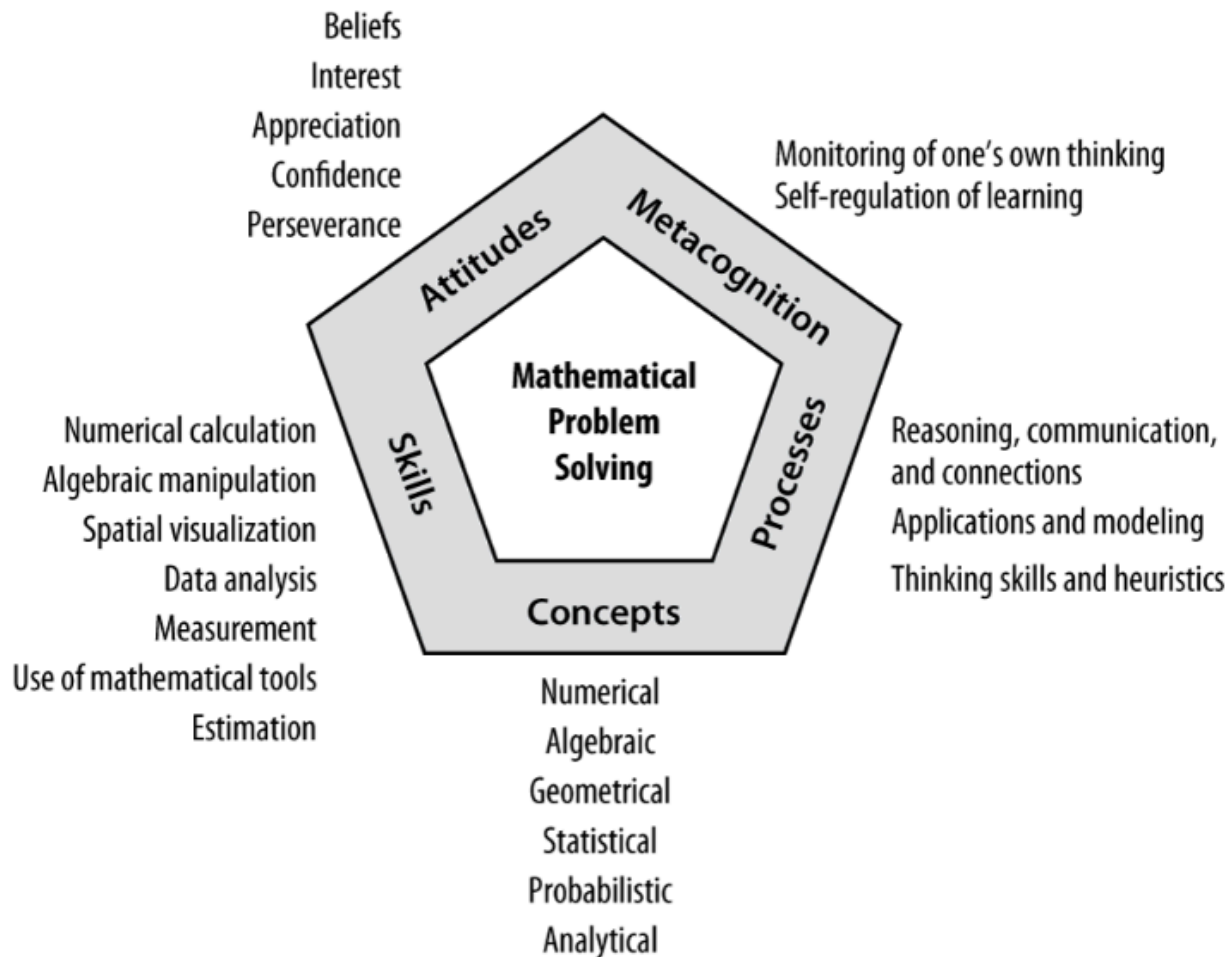 Beliefs
Interest
Appreciation
Confidence
Perseverance
Monitoring of one's own thinking
Self-regulation of learning
Attitudes
Metacognition
Mathematical
Problem
Solving
Skills
Processes
Concepts
Numerical calculation
Algebraic manipulation
Spatial visualization
Data analysis
Measurement
Use of mathematical tools
Estimation
Reasoning, communication,
and connections
Applications and modeling
Thinking skills and heuristics
Numerical
Algebraic
Geometrical
Statistical
Probabilistic
Analytical